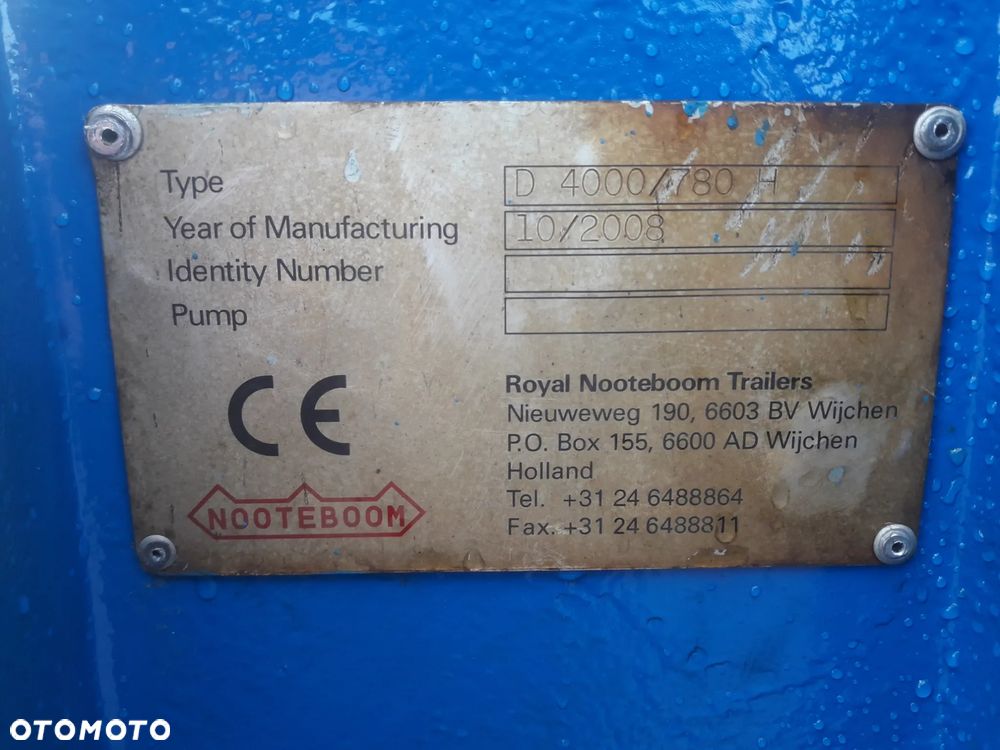 Type D 4000/780 H
Year of Manufacturing 10/2008
Identity Number
Pump
CE
Royal Nooteboom Trailers
Nieuweweg 190, 6603 BV Wijchen
P.O. Box 155, 6600 AD Wijchen
Holland
Tel. +31 24 6488864
Fax. +31 24 6488811
NOOTEBOOM
OTOMOTO